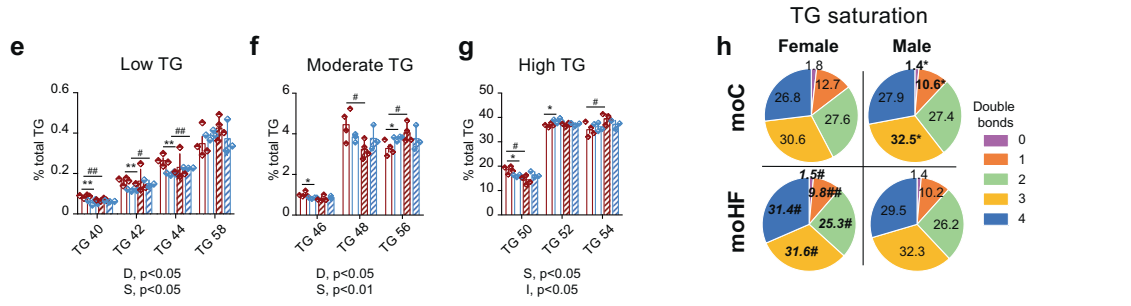 TG saturation
e
f
g
h
Low TG
Moderate TG
High TG
Female
Male
% total TG
0.6
0.4
0.2
0
**
##
**
#
**
##
TG 40
TG 42
TG 44
TG 58
D, p<0.05
S, p<0.05
% total TG
6
4
2
0
*
#
*
#
TG 46
TG 48
TG 56
D, p<0.05
S, p<0.01
% total TG
50
40
30
20
10
0
#
*
*
#
TG 50
TG 52
TG 54
S, p<0.05
I, p<0.05
moC
1.8
12.7
27.6
30.6
26.8
1.4*
10.6*
27.4
32.5*
27.9
moHF
1.5#
9.8##
25.3#
31.6#
31.4#
1.4
10.2
26.2
32.3
29.5
Double
bonds
0
1
2
3
4